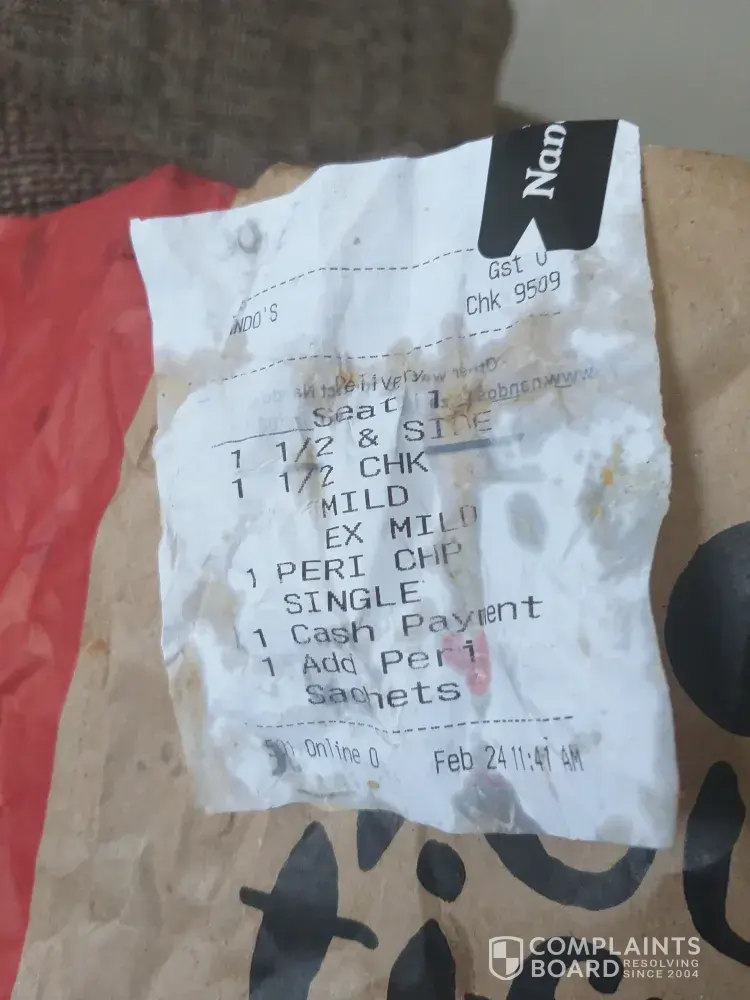 Nan
Gst 0
Chk 9509
NDO'S
Delivery
Seat 1
1 1/2 & SIDE
1 1/2 CHK
MILD
EX MILD
1 PERI CHP
SINGLE
1 Cash Payment
1 Add Peri
Sachets
Online 0 Feb 24 11:41 AM
COMPLAINTS
BOARD RESOLVING
SINCE 2004